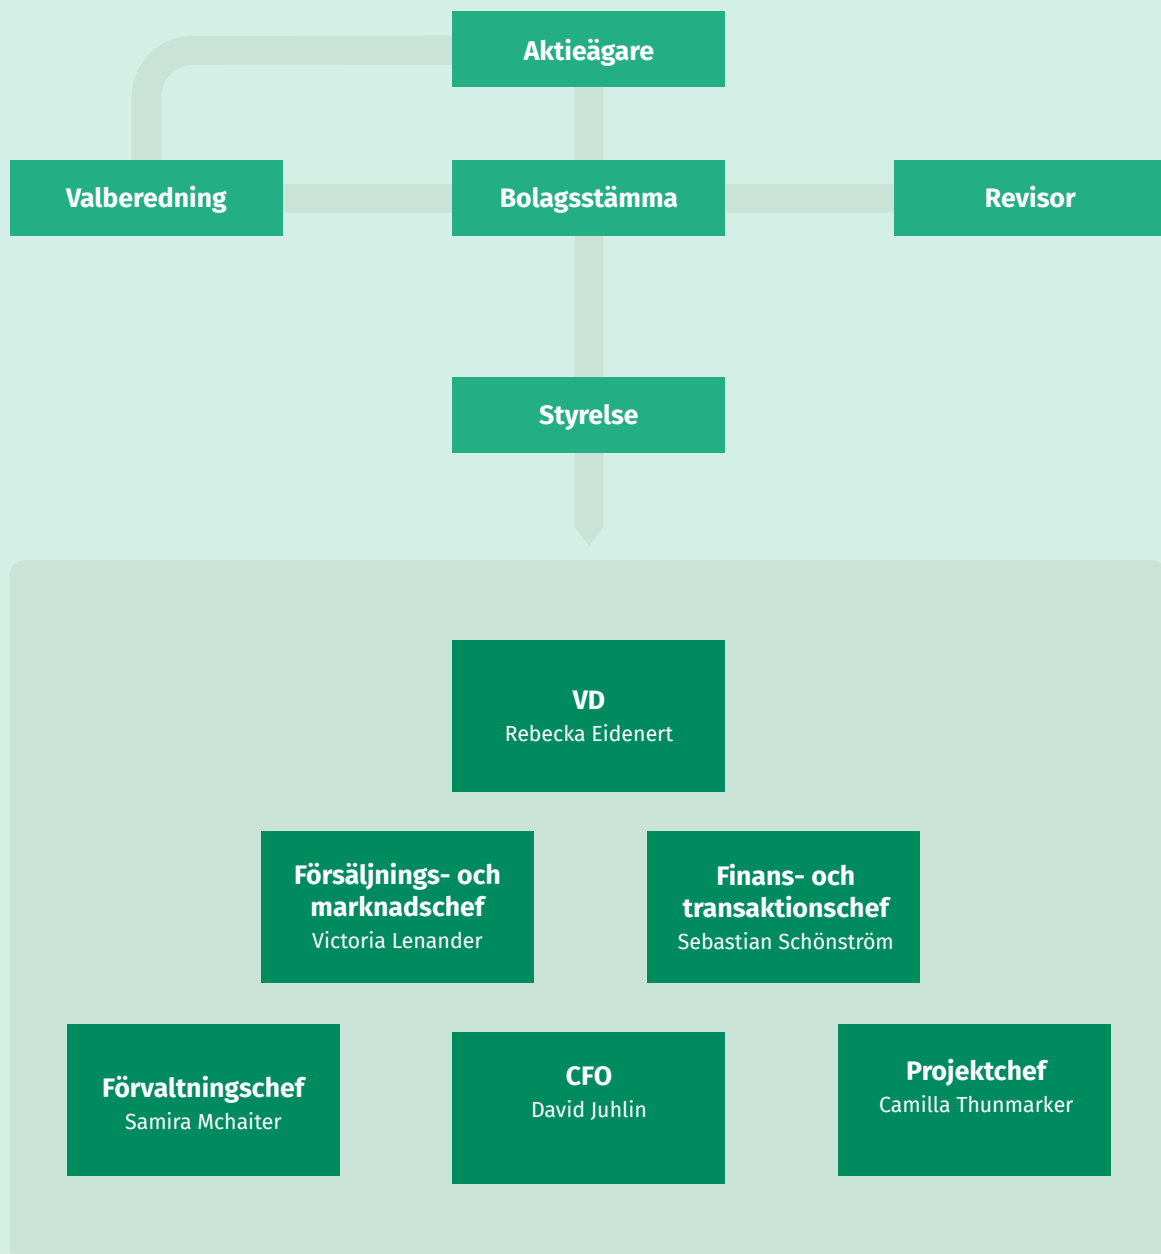 Aktieägare
Valberedning
Bolagsstämma
Revisor
Styrelse
VD
Rebecka Eidenert
Försäljnings- och
marknadschef
Victoria Lenander
Finans- och
transaktionschef
Sebastian Schönström
Förvaltningschef
Samira Mchaiter
CFO
David Juhlin
Projektchef
Camilla Thunmarker